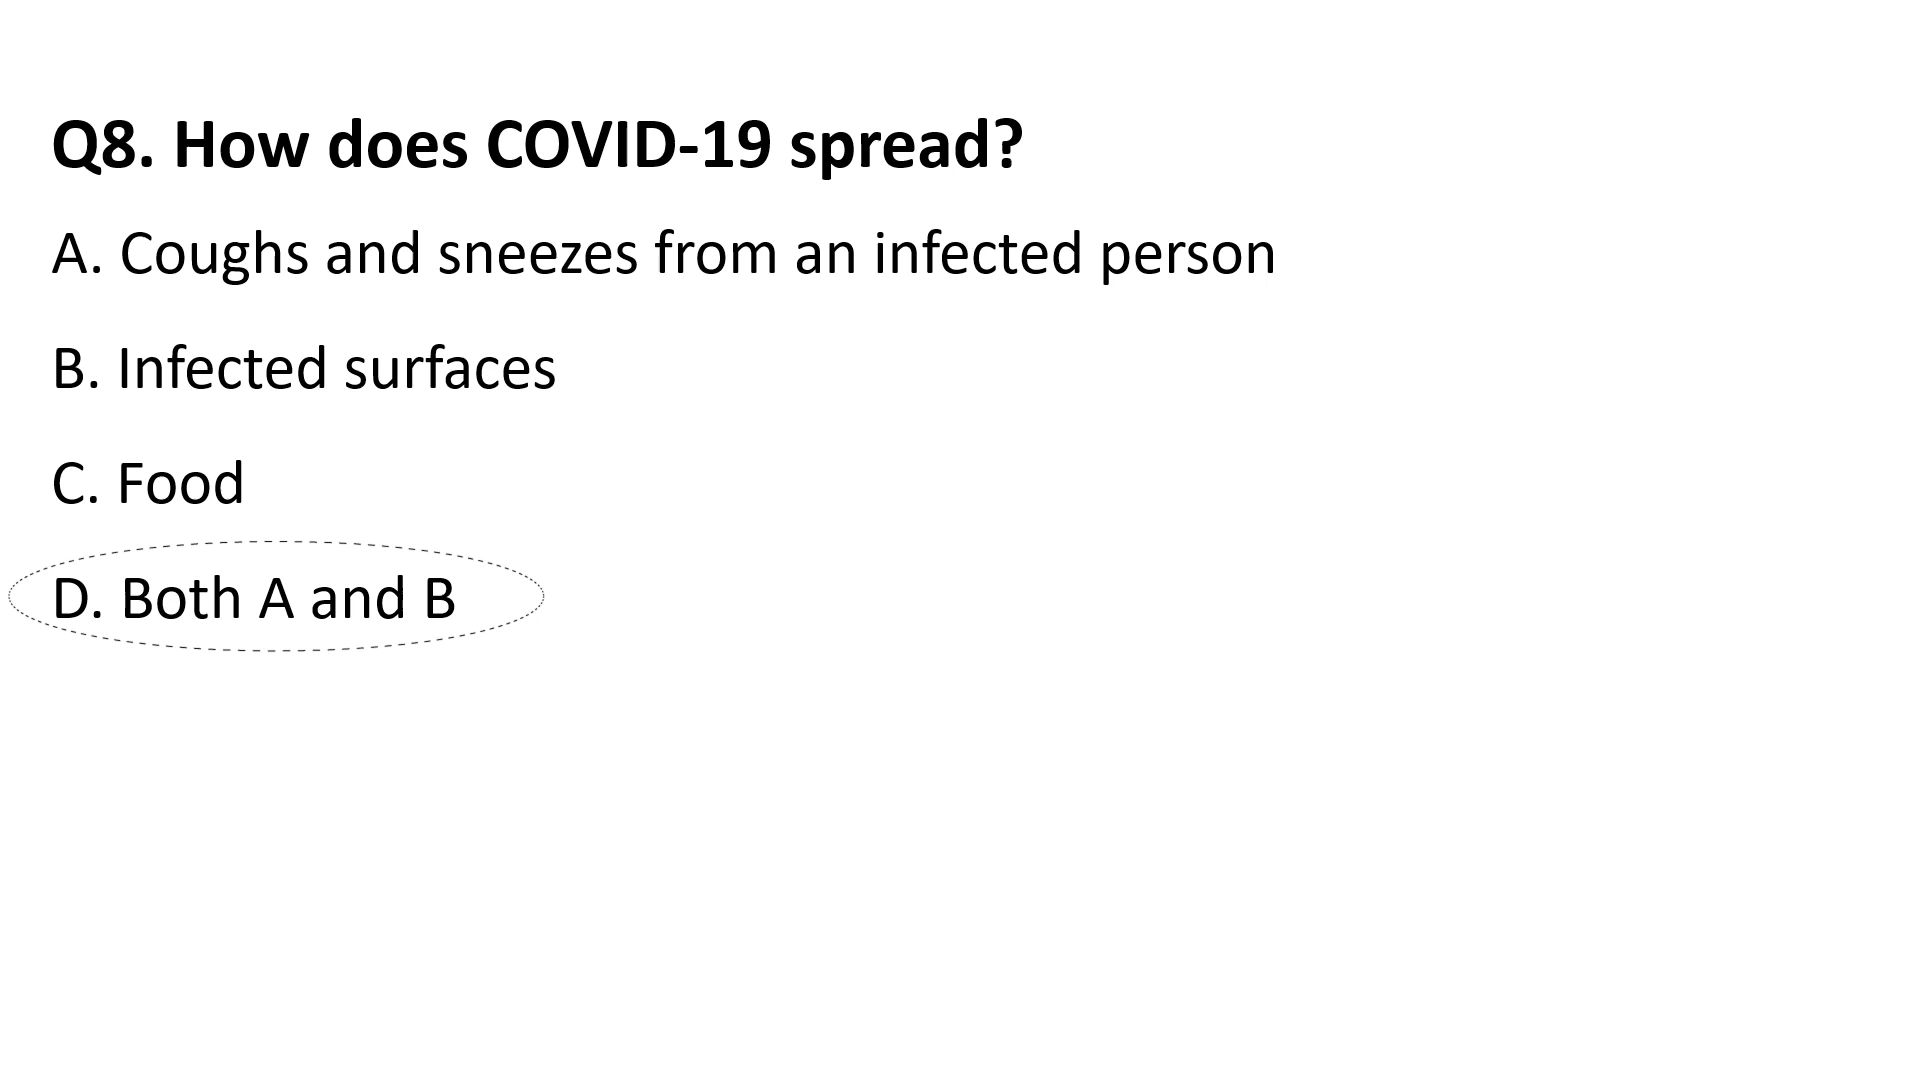 Q8. How does COVID-19 spread?
A. Coughs and sneezes from an infected person
B. Infected surfaces
C. Food
D. Both A and B